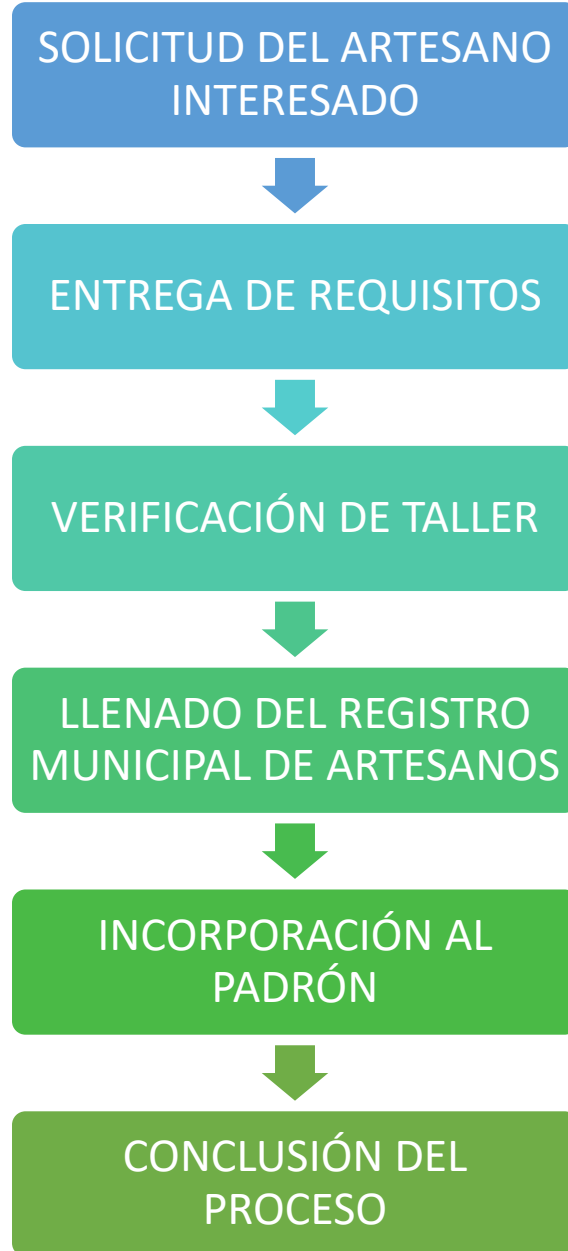 SOLICITUD DEL ARTESANO
INTERESADO
ENTREGA DE REQUISITOS
VERIFICACIÓN DE TALLER
LLENADO DEL REGISTRO
MUNICIPAL DE ARTESANOS
INCORPORACIÓN AL
PADRÓN
CONCLUSIÓN DEL
PROCESO